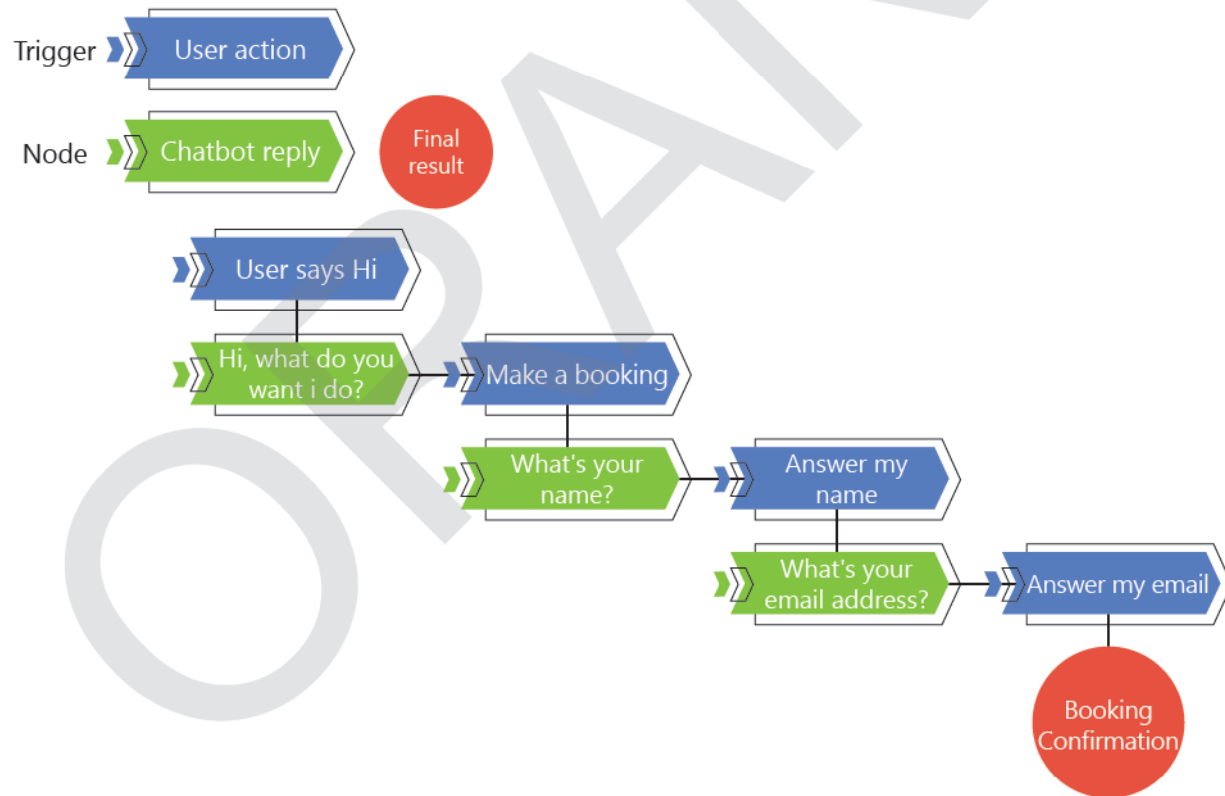 Trigger
User action
Node
Chatbot reply
Final
result
User says Hi
Hi, what do you
want i do?
Make a booking
What's your
name?
Answer my
name
What's your
email address?
Answer my email
Booking
Confirmation